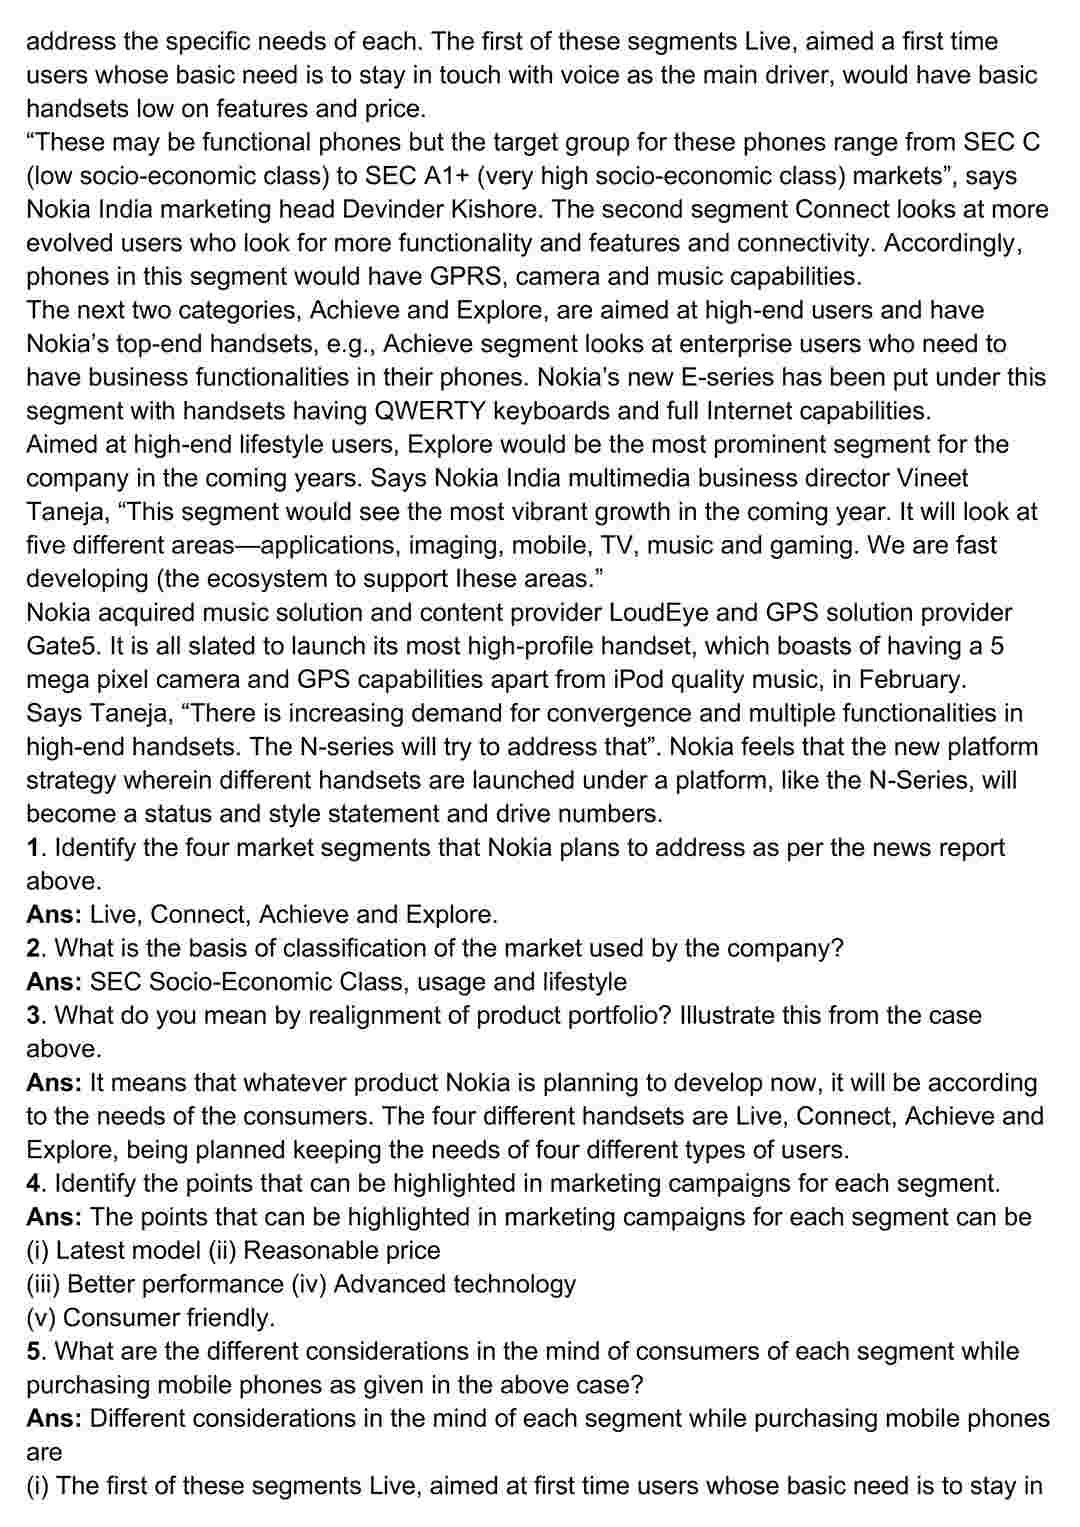 address the specific needs of each. The first of these segments Live, aimed a first time
users whose basic need is to stay in touch with voice as the main driver, would have basic
handsets low on features and price.
“These may be functional phones but the target group for these phones range from SEC C
(low socio-economic class) to SEC A1+ (very high socio-economic class) markets”, says
Nokia India marketing head Devinder Kishore. The second segment Connect looks at more
evolved users who look for more functionality and features and connectivity. Accordingly,
phones in this segment would have GPRS, camera and music capabilities.
The next two categories, Achieve and Explore, are aimed at high-end users and have
Nokia’s top-end handsets, e.g., Achieve segment looks at enterprise users who need to
have business functionalities in their phones. Nokia’s new E-series has been put under this
segment with handsets having QWERTY keyboards and full Internet capabilities.
Aimed at high-end lifestyle users, Explore would be the most prominent segment for the
company in the coming years. Says Nokia India multimedia business director Vineet
Taneja, “This segment would see the most vibrant growth in the coming year. It will look at
five different areas—applications, imaging, mobile, TV, music and gaming. We are fast
developing (the ecosystem to support Ihese areas.”
Nokia acquired music solution and content provider LoudEye and GPS solution provider
Gate5. It is all slated to launch its most high-profile handset, which boasts of having a 5
mega pixel camera and GPS capabilities apart from iPod quality music, in February.
Says Taneja, “There is increasing demand for convergence and multiple functionalities in
high-end handsets. The N-series will try to address that”. Nokia feels that the new platform
strategy wherein different handsets are launched under a platform, like the N-Series, will
become a status and style statement and drive numbers.
1. Identify the four market segments that Nokia plans to address as per the news report
above.
Ans: Live, Connect, Achieve and Explore.
2. What is the basis of classification of the market used by the company?
Ans: SEC Socio-Economic Class, usage and lifestyle
3. What do you mean by realignment of product portfolio? Illustrate this from the case
above.
Ans: It means that whatever product Nokia is planning to develop now, it will be according
to the needs of the consumers. The four different handsets are Live, Connect, Achieve and
Explore, being planned keeping the needs of four different types of users.
4. Identify the points that can be highlighted in marketing campaigns for each segment.
Ans: The points that can be highlighted in marketing campaigns for each segment can be
(i) Latest model (ii) Reasonable price
(iii) Better performance (iv) Advanced technology
(v) Consumer friendly.
5. What are the different considerations in the mind of consumers of each segment while
purchasing mobile phones as given in the above case?
Ans: Different considerations in the mind of each segment while purchasing mobile phones
are
(i) The first of these segments Live, aimed at first time users whose basic need is to stay in